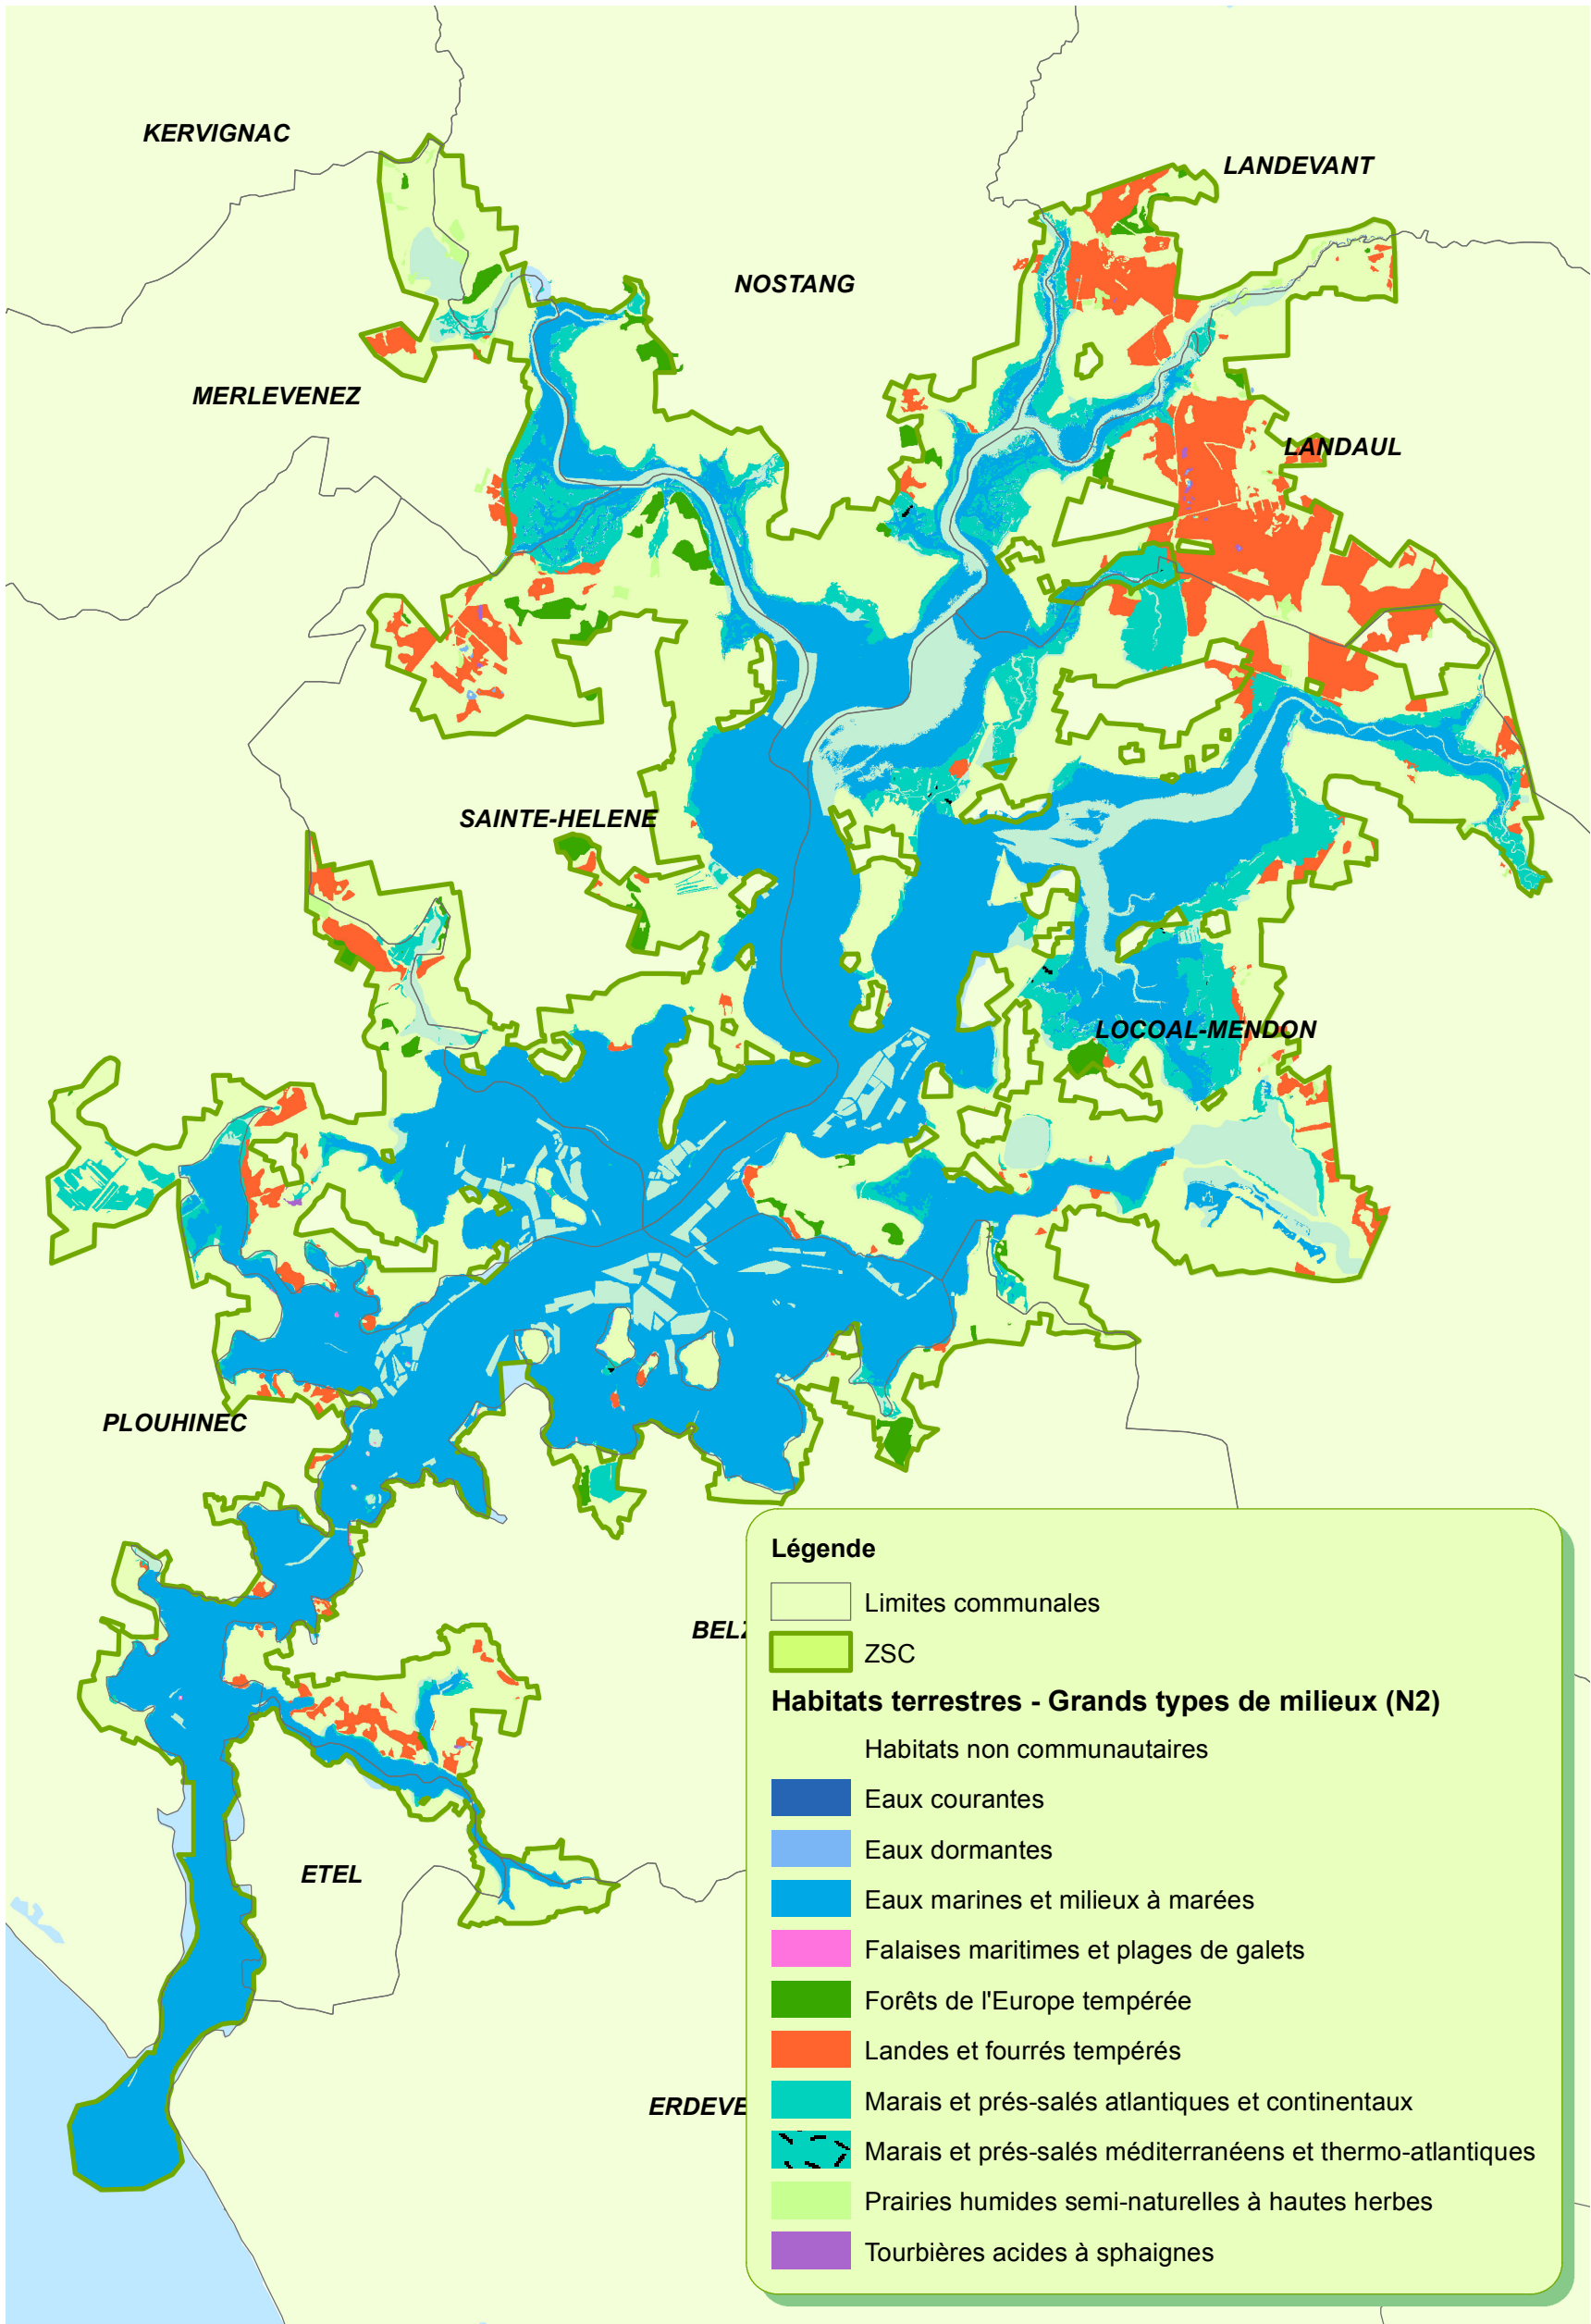 KERVIGNAC
LANDEVANT
NOSTANG
MERLEVENEZ
LANDAUL
SAINTE-HELENE
LOCOAL-MENDON
PLOUHINEC
BELZ
ETEL
ERDEVE
Légende
Limites communales
ZSC
Habitats terrestres - Grands types de milieux (N2)
Habitats non communautaires
Eaux courantes
Eaux dormantes
Eaux marines et milieux à marées
Falaises maritimes et plages de galets
Forêts de l'Europe tempérée
Landes et fourrés tempérés
Marais et prés-salés atlantiques et continentaux
Marais et prés-salés méditerranéens et thermo-atlantiques
Prairies humides semi-naturelles à hautes herbes
Tourbières acides à sphaignes